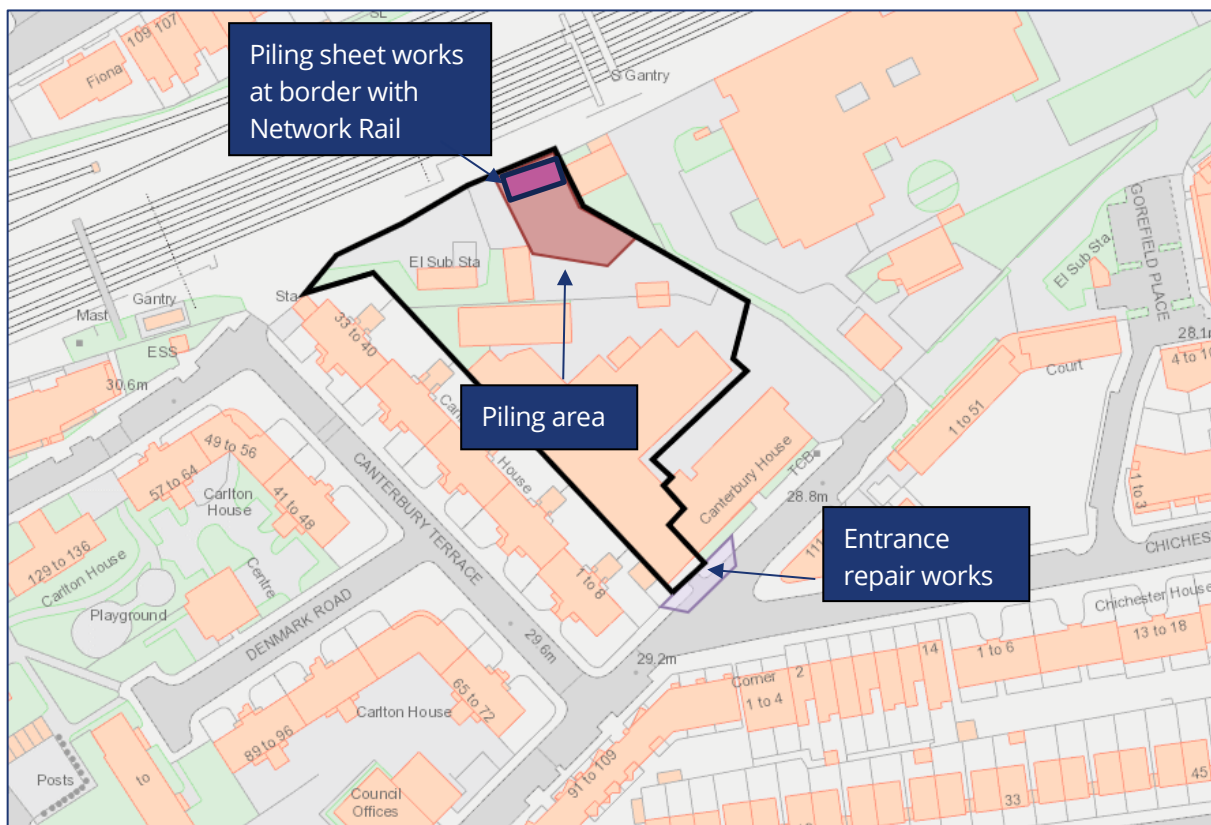 SL
109 107
Fiona
Piling sheet works
at border with
Network Rail
S Gantry
El Sub Sta
Sta
Gantry
Mast
ESS
30.6m
33 to 40
House
Piling area
El Sub Sta
GOREFIELD PLACE
28.1m
4 to 10
Court
1 to 51
1 to 3
TCB
28.8m
Canterbury House
Entrance
repair works
111
CHICHES
Chichester House
13 to 18
1 to 6
49 to 56
57 to 64
41 to 48
Carlton
House
CANTERBURY TERRACE
129 to 136
Carlton House
Centre
Playground
DENMARK ROAD
1 to 8
29.6m
29.2m
Corner
1 to 4
2
14
65 to 72
Carlton House
89 to 96
Posts
to
Council
Offices
91 to 109
33
45